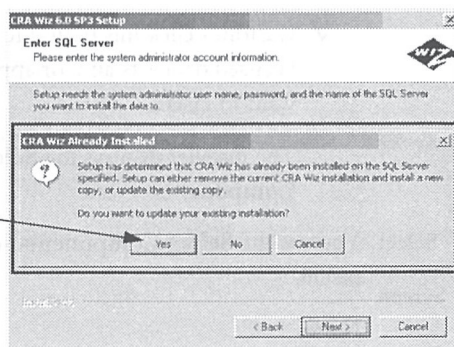 CRA Wiz 6.0 SP3 Setup
Enter SQL Server
Please enter the system administrator account information.
WIZ
Setup needs the system administrator user name, password, and the name of the SQL Server
you want to install the data to.
CRA Wiz Already Installed
Setup has determined that CRA Wiz has already been installed on the SQL Server
specified. Setup can either remove the current CRA Wiz installation and install a new
copy, or update the existing copy.
Do you want to update your existing installation?
Yes No Cancel
InstallShield
< Back Next > Cancel